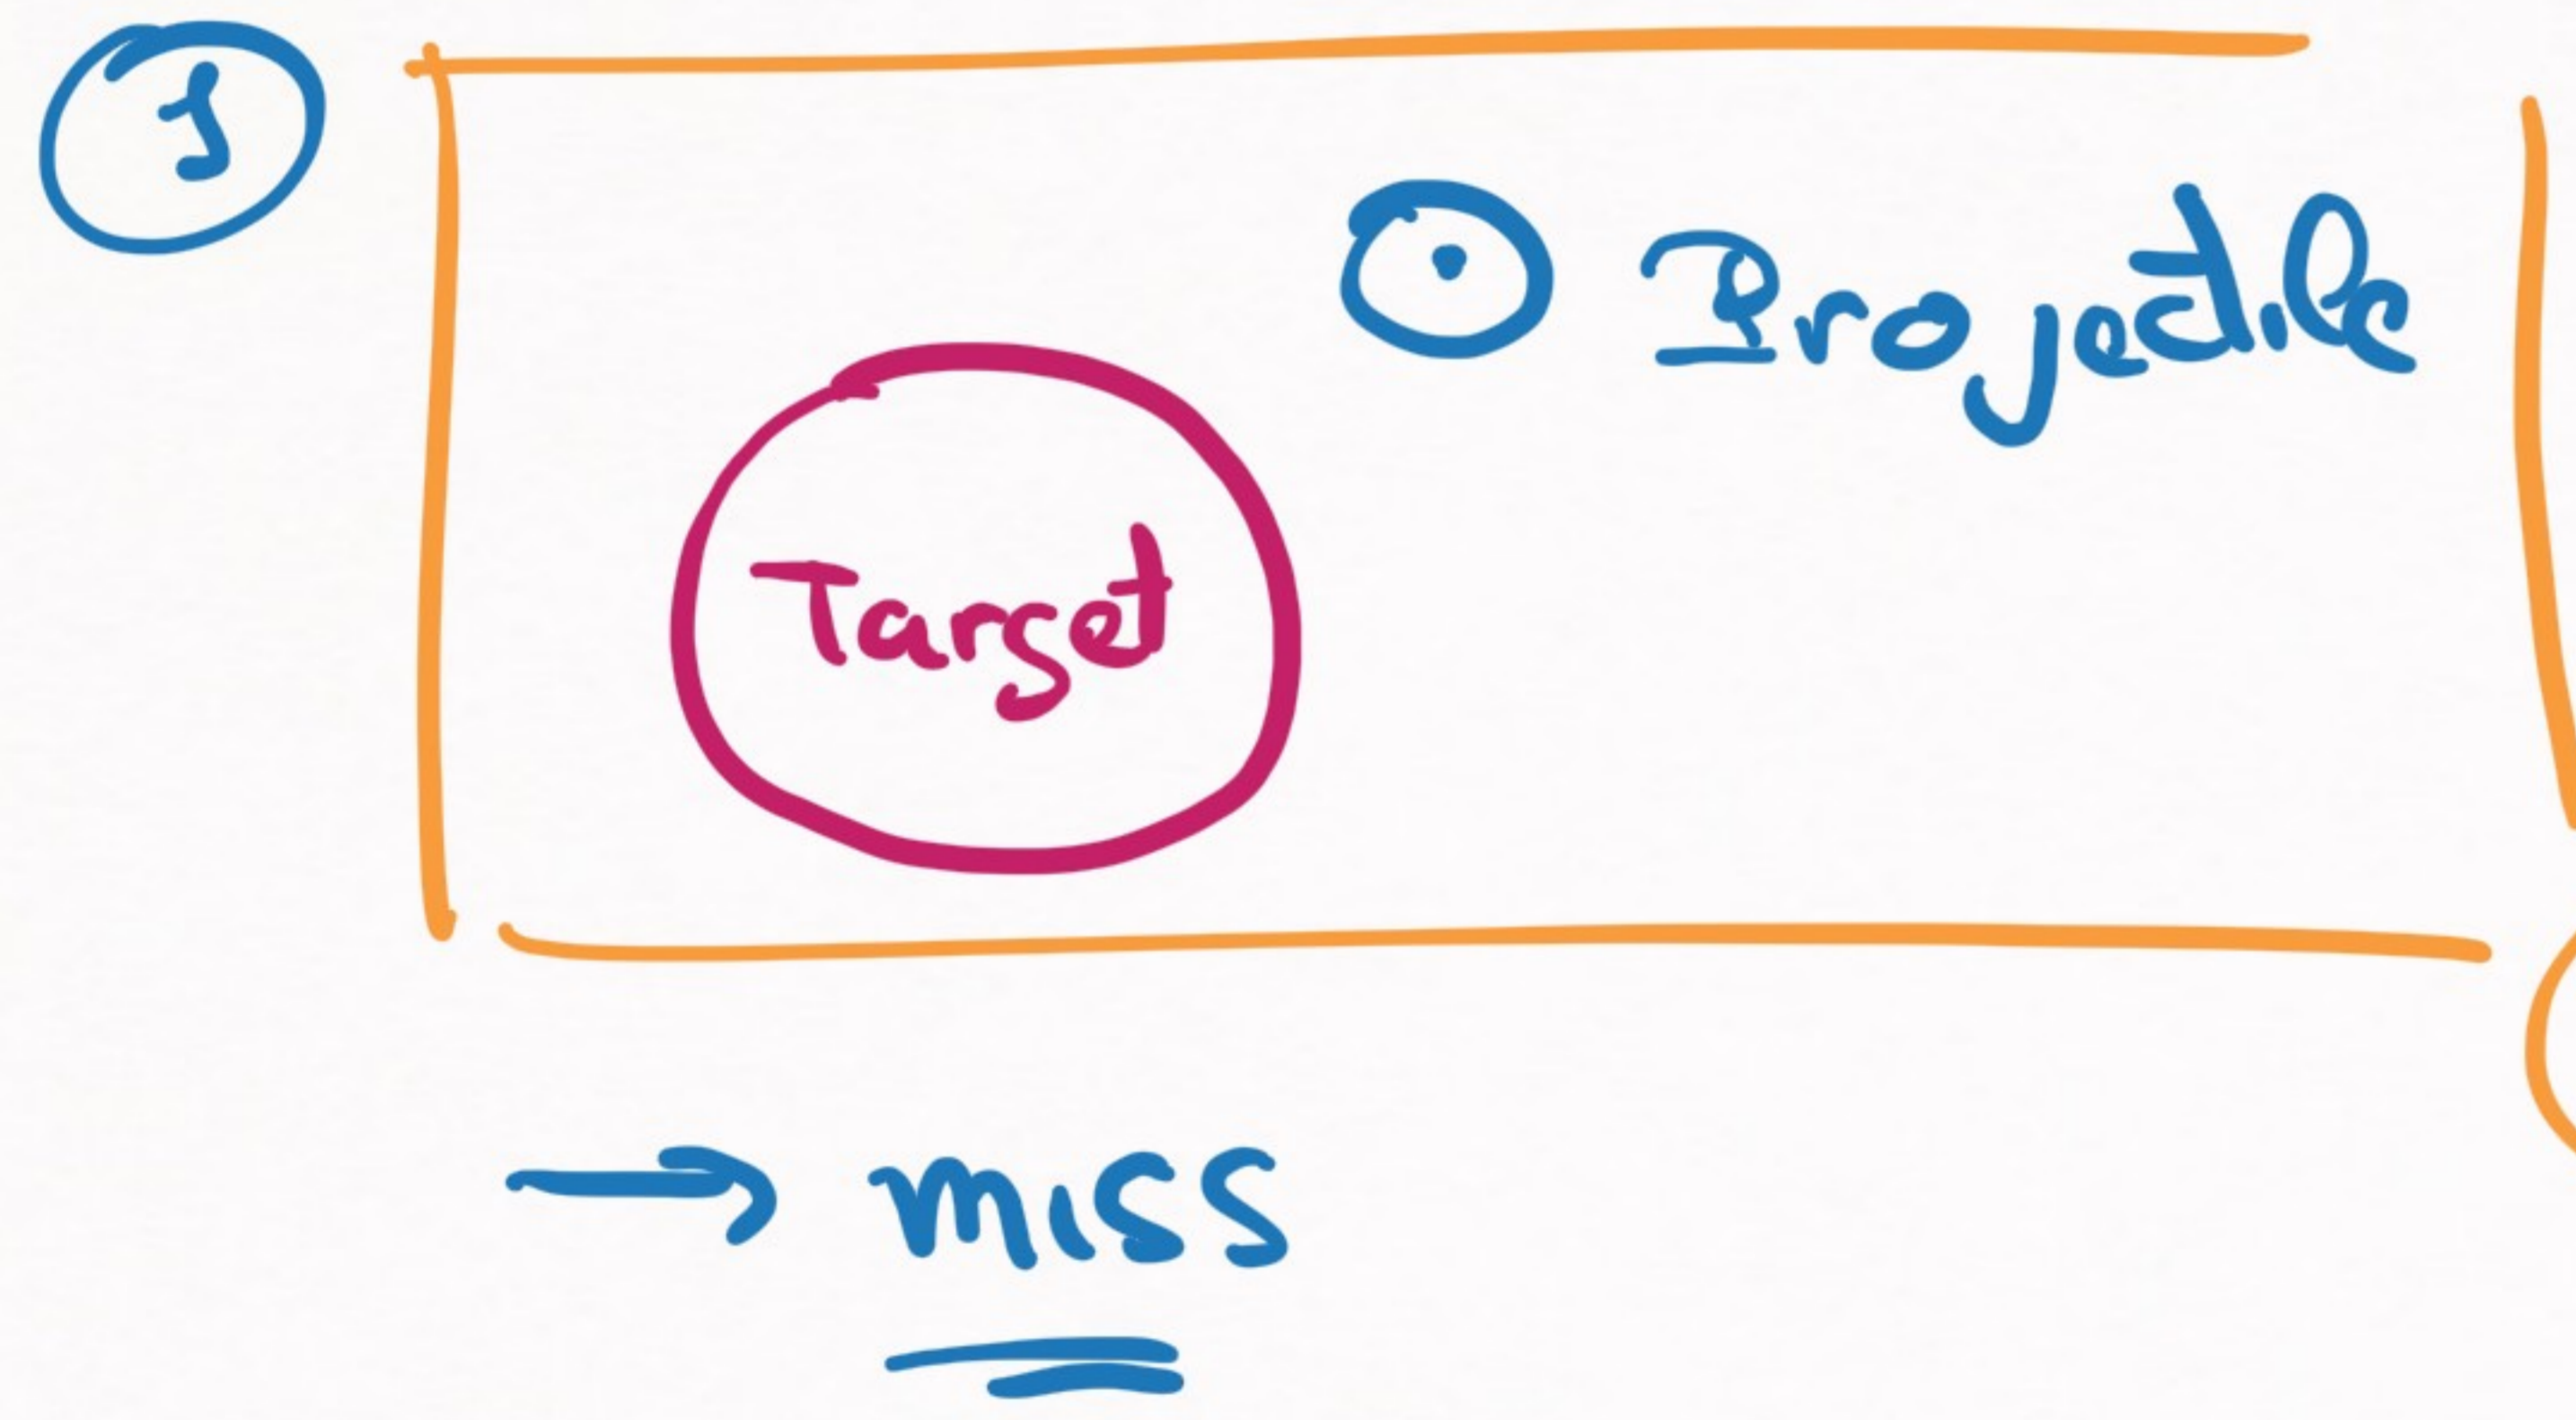 1
Projectile
Target
→ miss